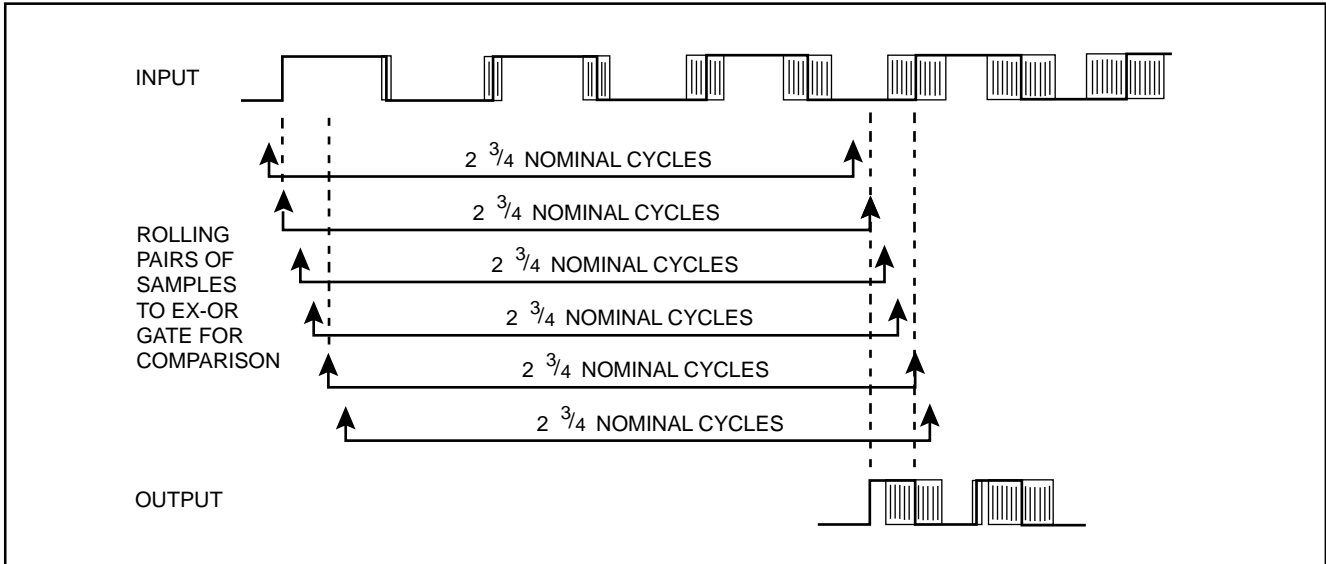 INPUT
2 3/4 NOMINAL CYCLES
2 3/4 NOMINAL CYCLES
ROLLING
PAIRS OF
SAMPLES
TO EX-OR
GATE FOR
COMPARISON
2 3/4 NOMINAL CYCLES
2 3/4 NOMINAL CYCLES
2 3/4 NOMINAL CYCLES
2 3/4 NOMINAL CYCLES
OUTPUT